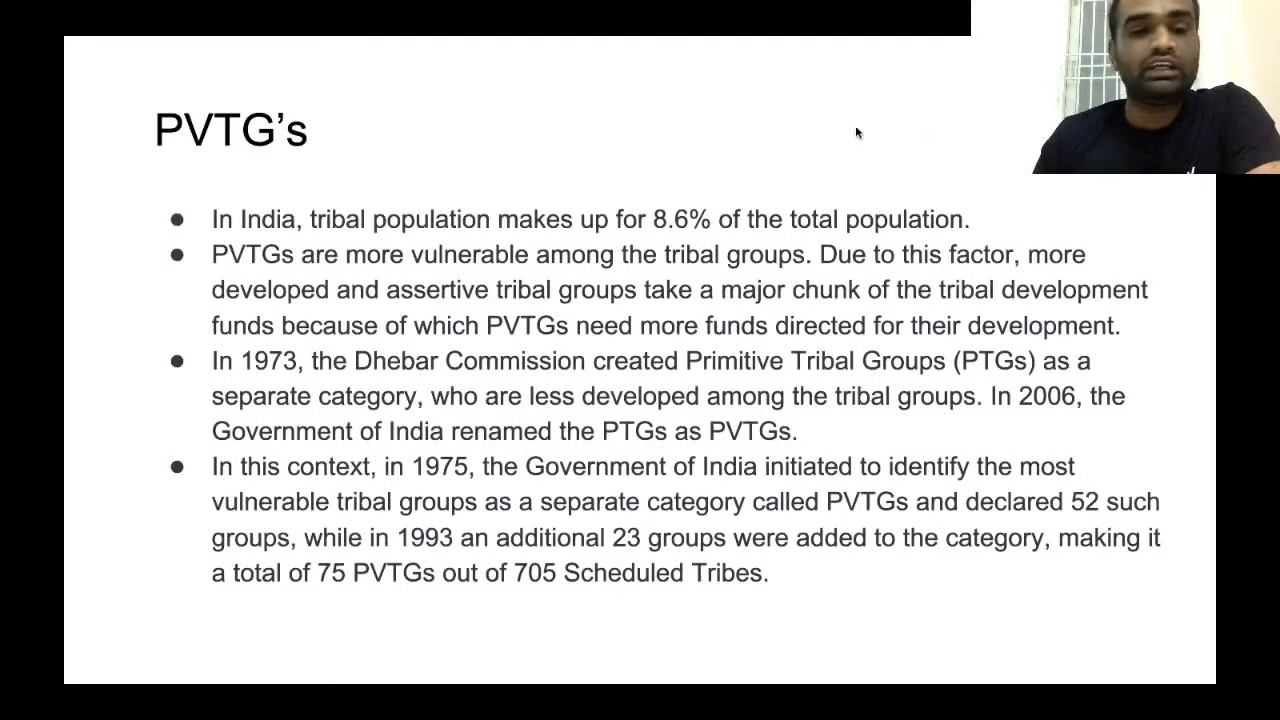 PVTG’s
● In India, tribal population makes up for 8.6% of the total population.
● PVTGs are more vulnerable among the tribal groups. Due to this factor, more
developed and assertive tribal groups take a major chunk of the tribal development
funds because of which PVTGs need more funds directed for their development.
● In 1973, the Dhebar Commission created Primitive Tribal Groups (PTGs) as a
separate category, who are less developed among the tribal groups. In 2006, the
Government of India renamed the PTGs as PVTGs.
● In this context, in 1975, the Government of India initiated to identify the most
vulnerable tribal groups as a separate category called PVTGs and declared 52 such
groups, while in 1993 an additional 23 groups were added to the category, making it
a total of 75 PVTGs out of 705 Scheduled Tribes.